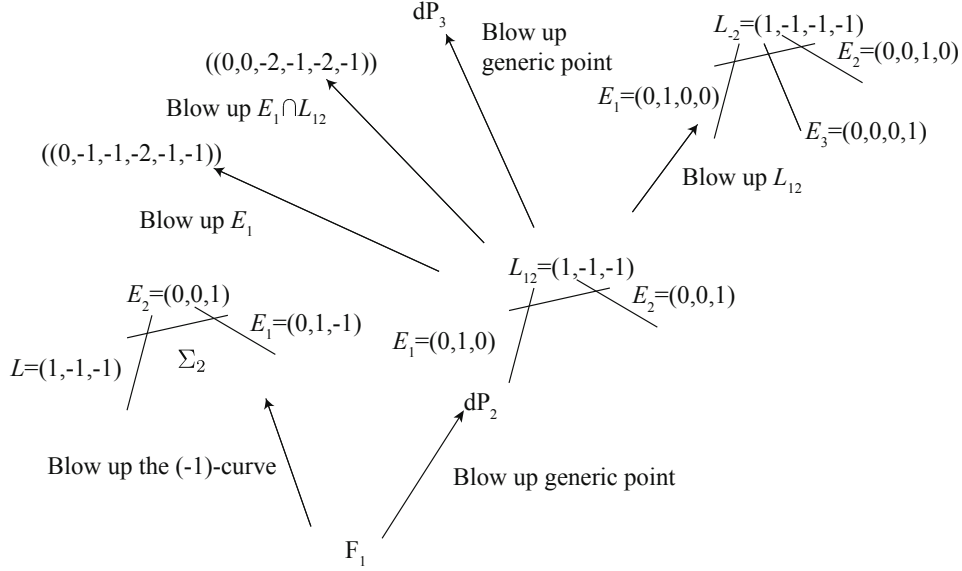 dP₃
Blow up
generic point
L₋₂=(1,-1,-1,-1)
E₂=(0,0,1,0)
((0,0,-2,-1,-2,-1))
E₁=(0,1,0,0)
Blow up E₁∩L₁₂
E₃=(0,0,0,1)
((0,-1,-1,-2,-1,-1))
Blow up L₁₂
Blow up E₁
L₁₂=(1,-1,-1)
E₂=(0,0,1)
E₂=(0,0,1)
E₁=(0,1,-1)
E₁=(0,1,0)
L=(1,-1,-1)
Σ₂
dP₂
Blow up the (-1)-curve
Blow up generic point
F₁